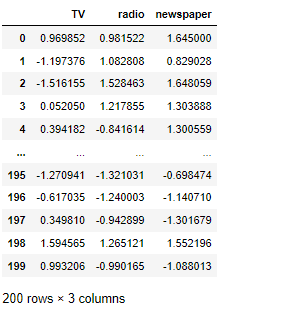 TV radio newspaper
0 0.969852 0.981522 1.645000
1 -1.197376 1.082808 0.829028
2 -1.516155 1.528463 1.648059
3 0.052050 1.217855 1.303888
4 0.394182 -0.841614 1.300559
... ... ... ...
195 -1.270941 -1.321031 -0.698474
196 -0.617035 -1.240003 -1.140710
197 0.349810 -0.942899 -1.301679
198 1.594565 1.265121 1.552196
199 0.993206 -0.990165 -1.088013
200 rows × 3 columns